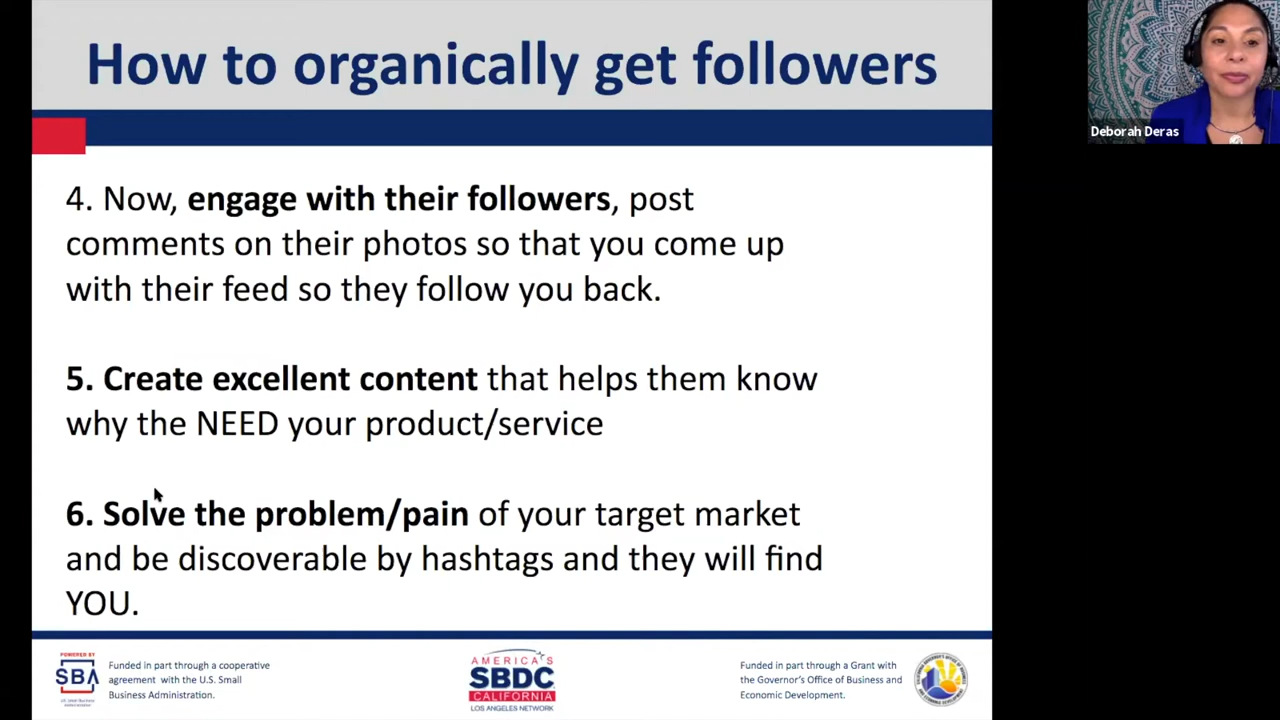 How to organically get followers
Deborah Deras
4. Now, engage with their followers, post
comments on their photos so that you come up
with their feed so they follow you back.
5. Create excellent content that helps them know
why the NEED your product/service
6. Solve the problem/pain of your target market
and be discoverable by hashtags and they will find
YOU.
POWERED BY
SBA
Funded in part through a cooperative
agreement with the U.S. Small
Business Administration.
AMERICA'S
SBDC
CALIFORNIA
LOS ANGELES NETWORK
Funded in part through a Grant with
the Governor's Office of Business and
Economic Development.